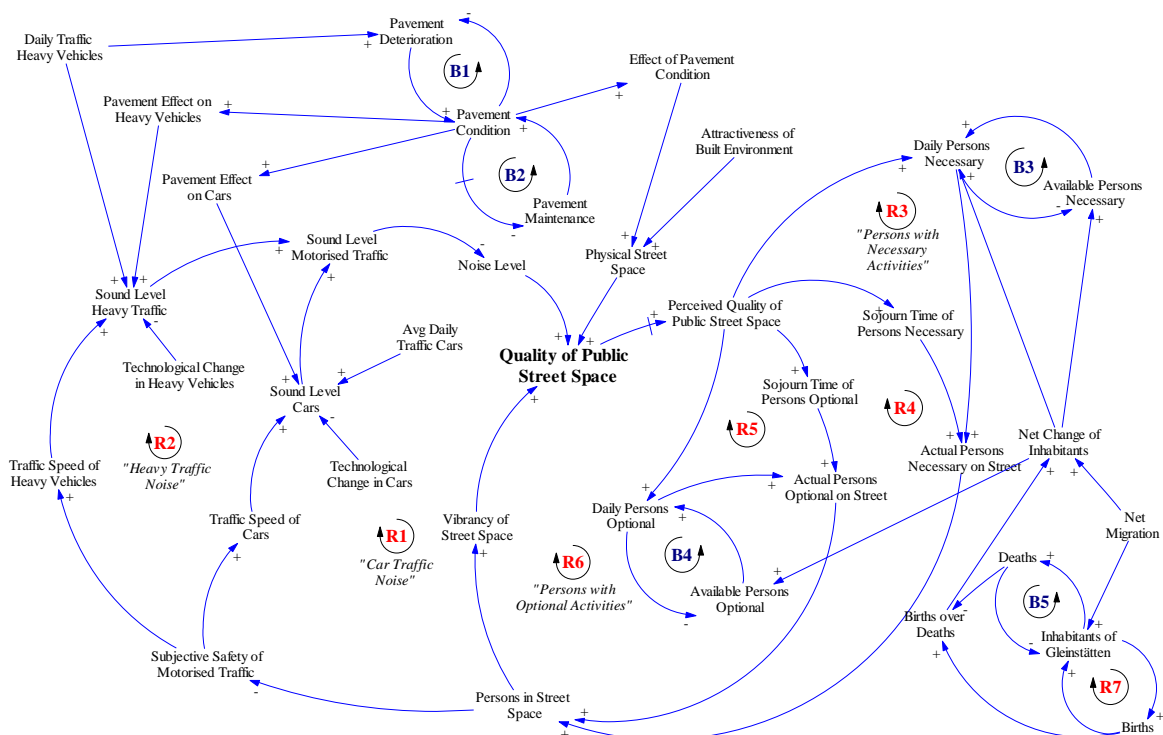 Pavement
Deterioration
-
Daily Traffic
Heavy Vehicles
+
B1
Effect of Pavement
Condition
+
Pavement Effect on
Heavy Vehicles
+
+
Pavement
Condition
+
+
Attractiveness of
Built Environment
+
Daily Persons
Necessary
+
+
B3
-
Available Persons
Necessary
+
Pavement Effect
on Cars
+
B2
Pavement
Maintenance
-
-
R3
"Persons with
Necessary
Activities"
Sound Level
Motorised Traffic
+
+
-
Noise Level
+
+
Physical Street
Space
+
+
Sound Level
Heavy Traffic
-
+
Perceived Quality of
Public Street Space
+
+
Sojourn Time of
Persons Necessary
Avg Daily
Traffic Cars
+
+
Quality of Public
Street Space
+
Technological Change
in Heavy Vehicles
+
+
Sound Level
Cars
-
+
+
Sojourn Time of
Persons Optional
+
R4
R5
R2
"Heavy Traffic
Noise"
Traffic Speed of
Heavy Vehicles
+
Technological
Change in Cars
+
+
Actual Persons
Necessary on Street
Net Change of
Inhabitants
+
+
+
+
Actual Persons
Optional on Street
+
Traffic Speed of
Cars
+
R1
"Car Traffic
Noise"
Vibrancy of
Street Space
+
Daily Persons
Optional
+
B4
R6
"Persons with
Optional Activities"
Net
Migration
Available Persons
Optional
+
-
Deaths
+
B5
Births over
Deaths
-
+
-
+
Inhabitants of
Gleinstätten
+
Subjective Safety of
Motorised Traffic
-
Persons in Street
Space
+
+
R7
+
Births